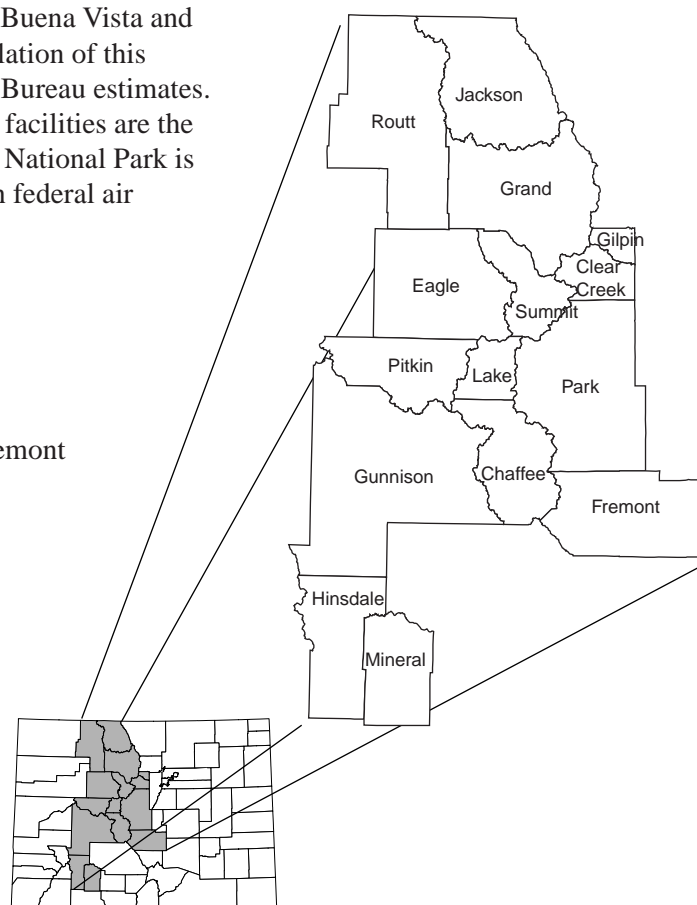 Buena Vista and
lation of this
Bureau estimates.
facilities are the
National Park is
n federal air
emont
Jackson
Routt
Grand
Gilpin
Clear
Creek
Eagle
Summit
Pitkin
Lake
Park
Gunnison
Chaffee
Fremont
Hinsdale
Mineral